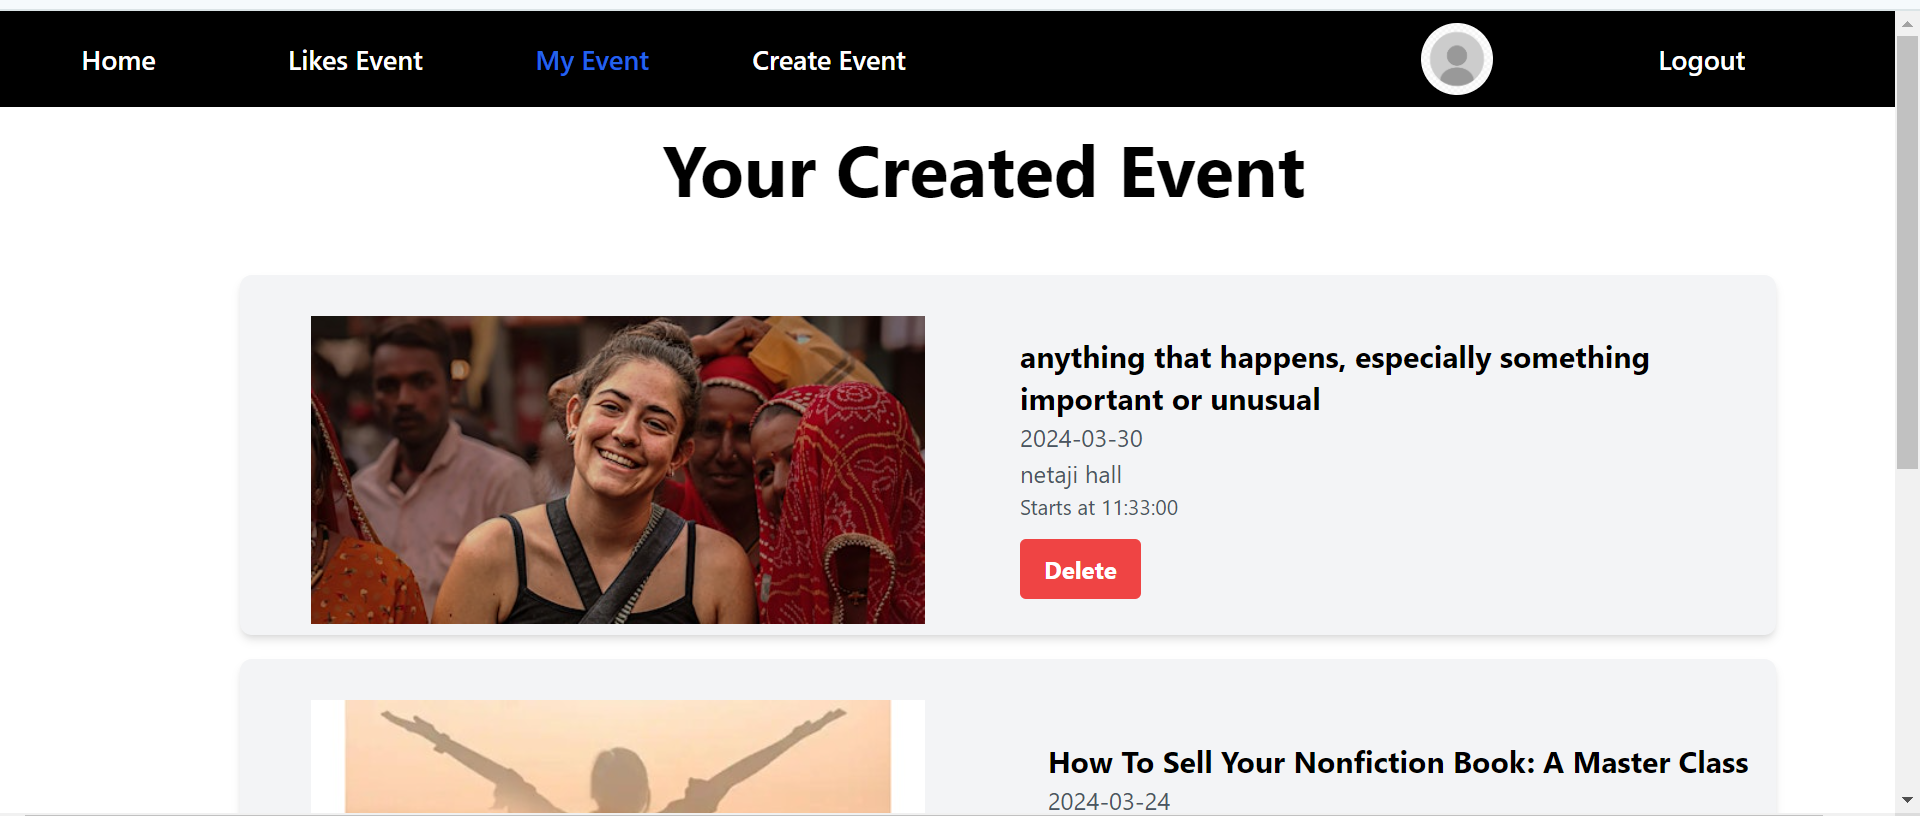 Home Likes Event My Event Create Event Logout
Your Created Event
anything that happens, especially something
important or unusual
2024-03-30
netaji hall
Starts at 11:33:00
Delete
How To Sell Your Nonfiction Book: A Master Class
2024-03-24